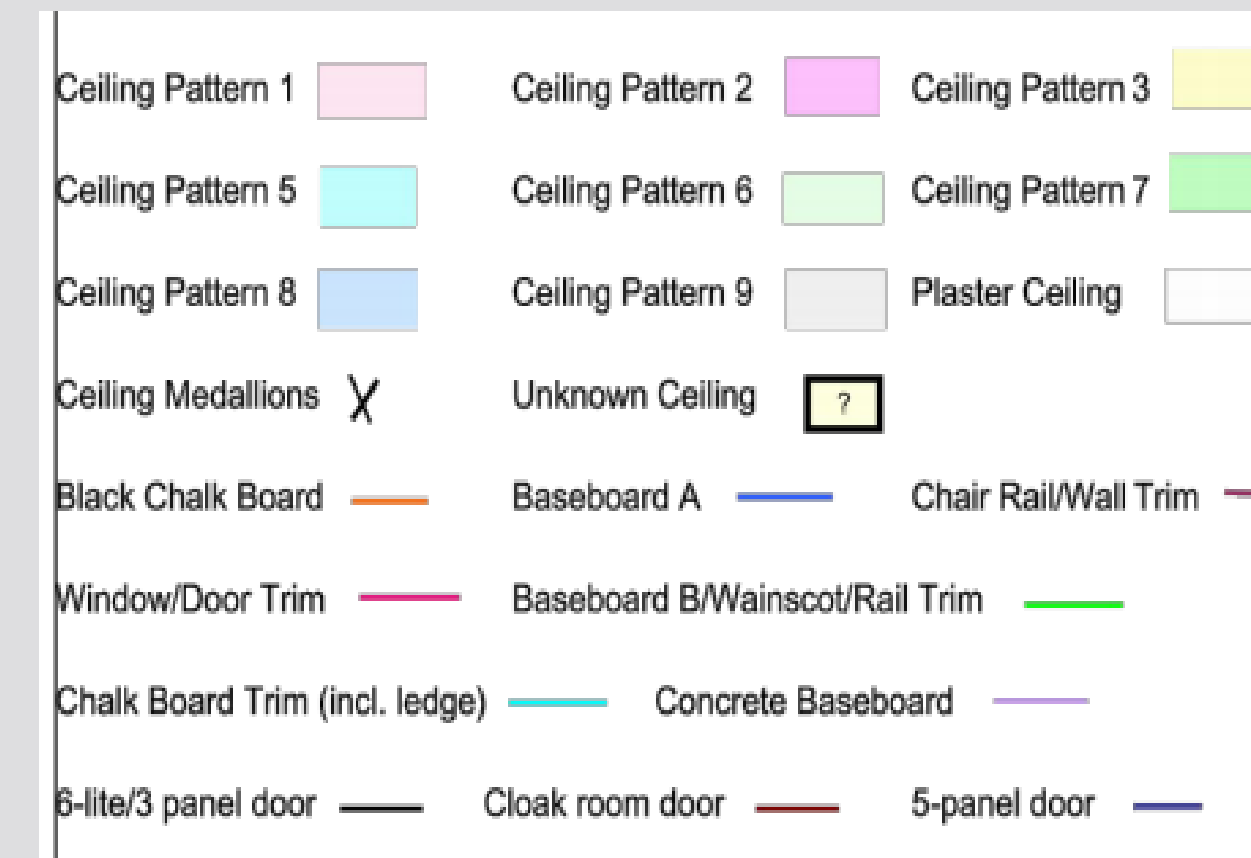 Ceiling Pattern 1 Ceiling Pattern 2 Ceiling Pattern 3
Ceiling Pattern 5 Ceiling Pattern 6 Ceiling Pattern 7
Ceiling Pattern 8 Ceiling Pattern 9 Plaster Ceiling
Ceiling Medallions X Unknown Ceiling ?
Black Chalk Board Baseboard A Chair Rail/Wall Trim
Window/Door Trim Baseboard B/Wainscot/Rail Trim
Chalk Board Trim (incl. ledge) Concrete Baseboard
6-lite/3 panel door Cloak room door 5-panel door